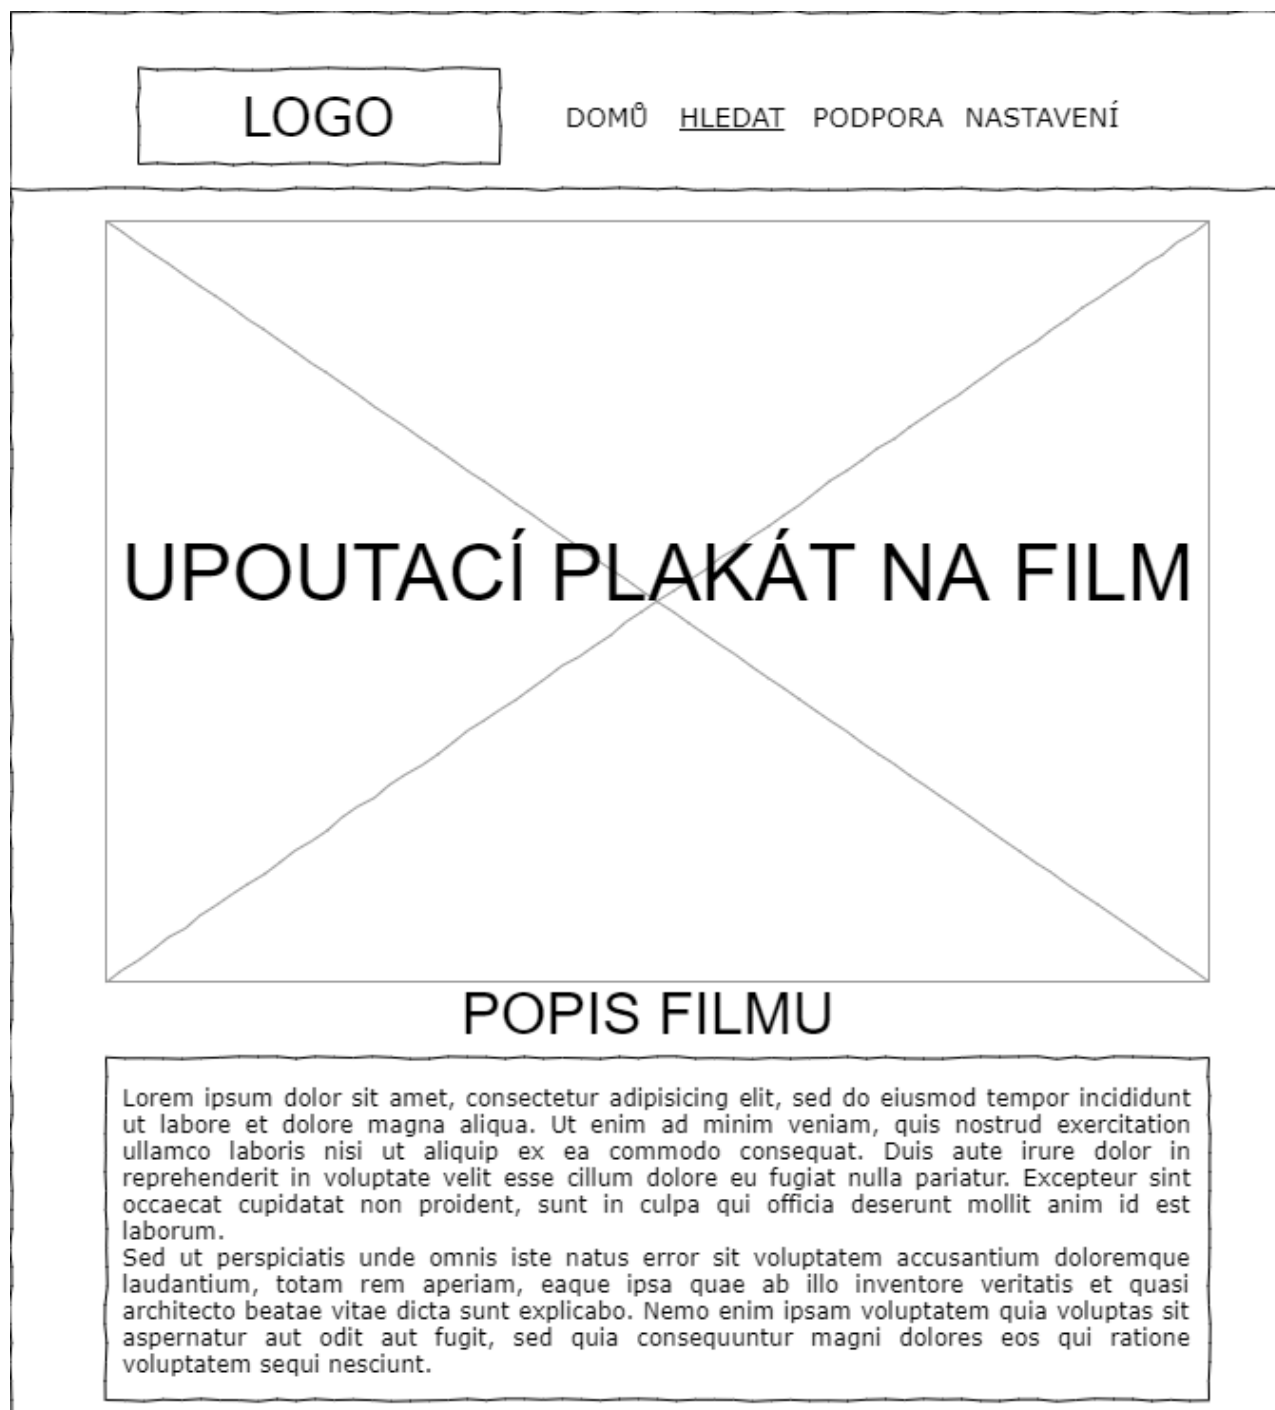 LOGO
DOMŮ HLEDAT PODPORA NASTAVENÍ
UPOUTACÍ PLAKÁT NA FILM
POPIS FILMU
Lorem ipsum dolor sit amet, consectetur adipisicing elit, sed do eiusmod tempor incididunt
ut labore et dolore magna aliqua. Ut enim ad minim veniam, quis nostrud exercitation
ullamco laboris nisi ut aliquip ex ea commodo consequat. Duis aute irure dolor in
reprehenderit in voluptate velit esse cillum dolore eu fugiat nulla pariatur. Excepteur sint
occaecat cupidatat non proident, sunt in culpa qui officia deserunt mollit anim id est
laborum.
Sed ut perspiciatis unde omnis iste natus error sit voluptatem accusantium doloremque
laudantium, totam rem aperiam, eaque ipsa quae ab illo inventore veritatis et quasi
architecto beatae vitae dicta sunt explicabo. Nemo enim ipsam voluptatem quia voluptas sit
aspernatur aut odit aut fugit, sed quia consequuntur magni dolores eos qui ratione
voluptatem sequi nesciunt.